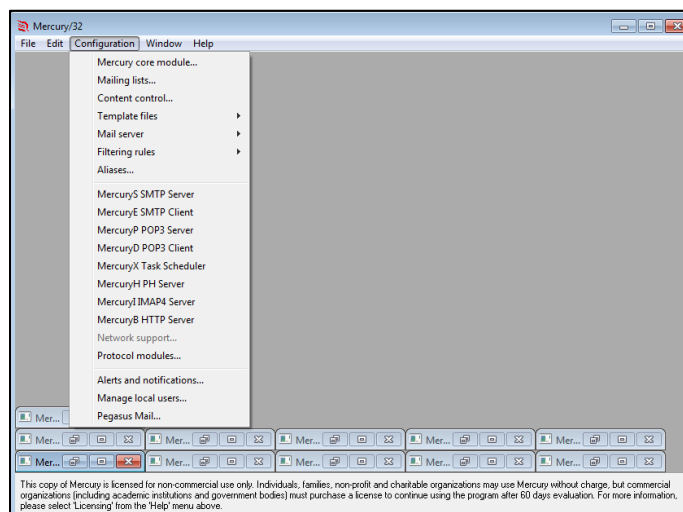 Mercury/32
File Edit Configuration Window Help
Mercury core module...
Mailing lists...
Content control...
Template files
Mail server
Filtering rules
Aliases...
MercuryS SMTP Server
MercuryE SMTP Client
MercuryP POP3 Server
MercuryD POP3 Client
MercuryX Task Scheduler
MercuryH PH Server
MercuryI IMAP4 Server
MercuryB HTTP Server
Network support...
Protocol modules...
Alerts and notifications...
Manage local users...
Pegasus Mail...
Mer...
Mer... Mer... Mer... Mer... Mer...
Mer... Mer... Mer... Mer... Mer...
This copy of Mercury is licensed for non-commercial use only. Individuals, families, non-profit and charitable organizations may use Mercury without charge, but commercial
organizations (including academic institutions and government bodies) must purchase a license to continue using the program after 60 days evaluation. For more information,
please select 'Licensing' from the 'Help' menu above.